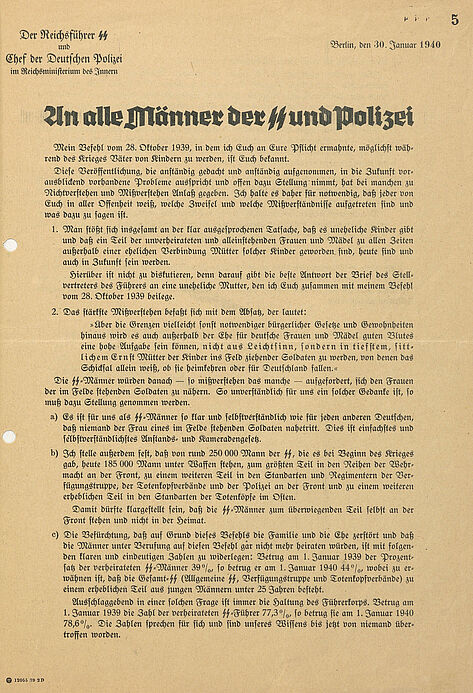 5
Der Reichsführer SS
und
Chef der Deutschen Polizei
im Reichsministerium des Innern
Berlin, den 30. Januar 1940
An alle Männer der SS und Polizei
Mein Befehl vom 28. Oktober 1939, in dem ich Euch an Eure Pflicht ermahnte, möglichst wäh-
rend des Krieges Väter von Kindern zu werden, ist Euch bekannt.
Diese Veröffentlichung, die anständig gedacht und anständig aufgenommen, in die Zukunft vor-
ausblickend vorhandene Probleme ausspricht und offen dazu Stellung nimmt, hat bei manchen zu
Nichtverstehen und Mißverstehen Anlaß gegeben. Ich halte es daher für notwendig, daß jeder von
Euch in aller Offenheit weiß, welche Zweifel und welche Mißverständnisse aufgetreten sind und
was dazu zu sagen ist.
1. Man stößt sich insgesamt an der klar ausgesprochenen Tatsache, daß es uneheliche Kinder gibt
und daß ein Teil der unverheirateten und alleinstehenden Frauen und Mädel zu allen Zeiten
außerhalb einer ehelichen Verbindung Mütter solcher Kinder geworden sind, heute sind und
auch in Zukunft sein werden.
Hierüber ist nicht zu diskutieren, denn darauf gibt die beste Antwort der Brief des Stell-
vertreters des Führers an eine uneheliche Mutter, den ich Euch zusammen mit meinem Befehl
vom 28. Oktober 1939 beilege.
2. Das stärkste Mißverstehen befaßt sich mit dem Absatz, der lautet:
»Über die Grenzen vielleicht sonst notwendiger bürgerlicher Gesetze und Gewohnheiten
hinaus wird es auch außerhalb der Ehe für deutsche Frauen und Mädel guten Blutes
eine hohe Aufgabe sein können, nicht aus Leichtsinn, sondern in tiefstem, sitt-
lichem Ernst Mütter der Kinder ins Feld ziehender Soldaten zu werden, von denen das
Schicksal allein weiß, ob sie heimkehren oder für Deutschland fallen.«
Die SS-Männer würden danach — so mißverstehen das manche — aufgefordert, sich den Frauen
der im Felde stehenden Soldaten zu nähern. So unverständlich für uns ein solcher Gedanke ist, so
muß dazu Stellung genommen werden.
a) Es ist für uns als SS-Männer so klar und selbstverständlich wie für jeden anderen Deutschen,
daß niemand der Frau eines im Felde stehenden Soldaten nahetritt. Dies ist einfachstes und
selbstverständlichstes Anstands- und Kameradengesetz.
b) Ich stelle außerdem fest, daß von rund 250 000 Mann der SS, die es bei Beginn des Krieges
gab, heute 185 000 Mann unter Waffen stehen, zum größten Teil in den Reihen der Wehr-
macht an der Front, zu einem weiteren Teil in den Standarten und Regimentern der Ver-
fügungstruppe, der Totenkopfverbände und der Polizei an der Front und zu einem weiteren
erheblichen Teil in den Standarten der Totenköpfe im Osten.
Damit dürfte klargestellt sein, daß die SS-Männer zum überwiegenden Teil selbst an der
Front stehen und nicht in der Heimat.
c) Die Befürchtung, daß auf Grund dieses Befehls die Familie und die Ehe zerstört und daß
die Männer unter Berufung auf diesen Befehl gar nicht mehr heiraten würden, ist mit folgen-
den klaren und eindeutigen Zahlen zu widerlegen: Betrug am 1. Januar 1939 der Prozent-
satz der verheirateten SS-Männer 39%, so betrug er am 1. Januar 1940 44%, wobei zu er-
wähnen ist, daß die Gesamt-SS (Allgemeine SS, Verfügungstruppe und Totenkopfverbände) zu
einem erheblichen Teil aus jungen Männern unter 25 Jahren besteht.
Ausschlaggebend in einer solchen Frage ist immer die Haltung des Führerkorps. Betrug am
1. Januar 1939 die Zahl der verheirateten SS-Führer 77,3%, so betrug sie am 1. Januar 1940
78,6%. Die Zahlen sprechen für sich und sind unseres Wissens bis jetzt von niemand über-
troffen worden.
12055 39 2 D